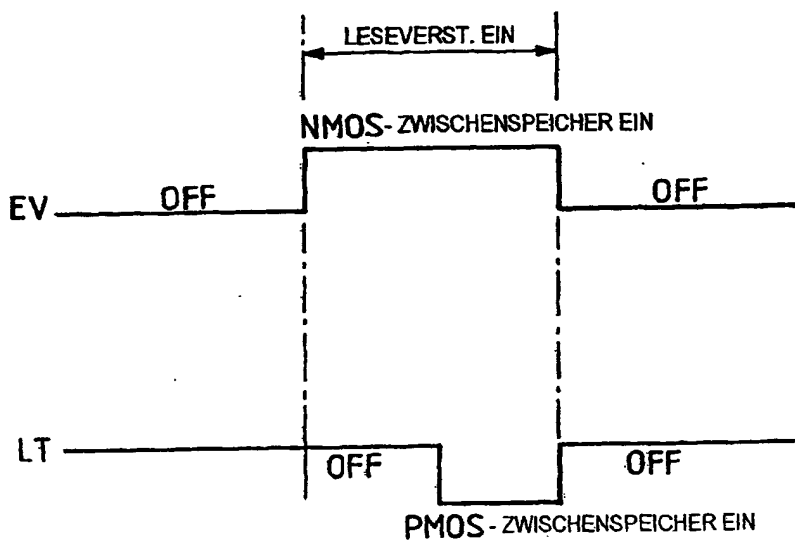 LESEVERST. EIN
NMOS- ZWISCHENSPEICHER EIN
EV OFF OFF
LT OFF OFF
PMOS - ZWISCHENSPEICHER EIN